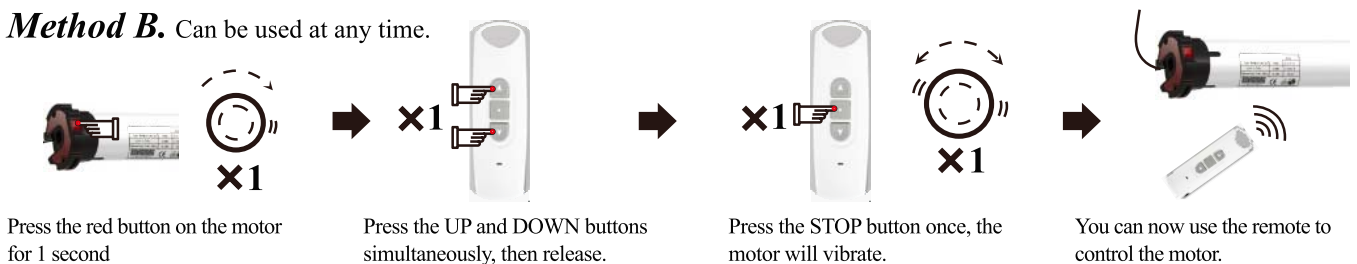 Method B. Can be used at any time.
×1
×1
×1
×1
Press the red button on the motor
for 1 second
Press the UP and DOWN buttons
simultaneously, then release.
Press the STOP button once, the
motor will vibrate.
You can now use the remote to
control the motor.